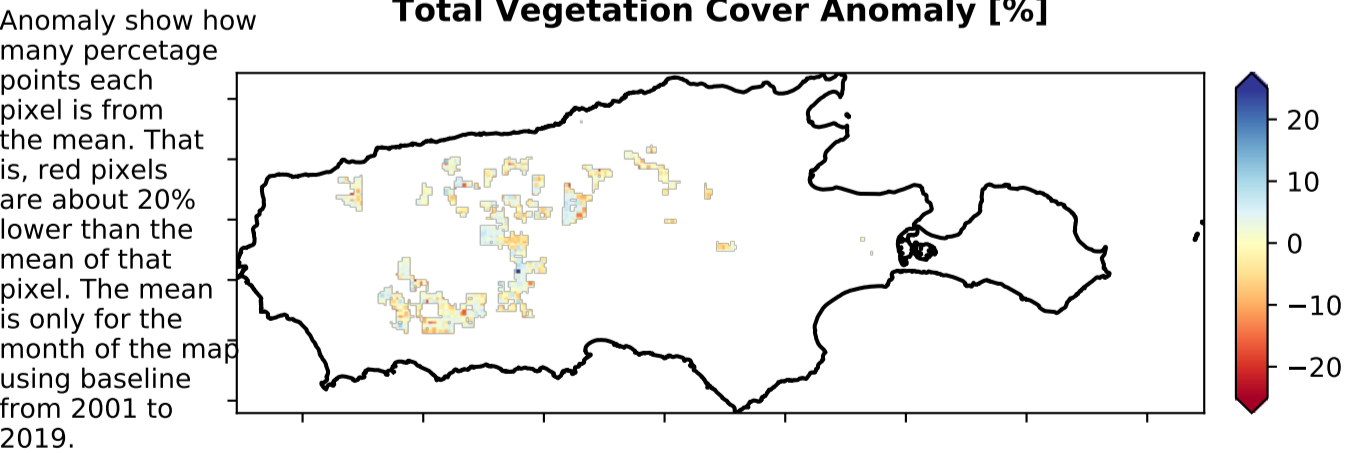 Total Vegetation Cover Anomaly [%]
Anomaly show how
many percetage
points each
pixel is from
the mean. That
is, red pixels
are about 20%
lower than the
mean of that
pixel. The mean
is only for the
month of the map
using baseline
from 2001 to
2019.
20
10
0
−10
−20